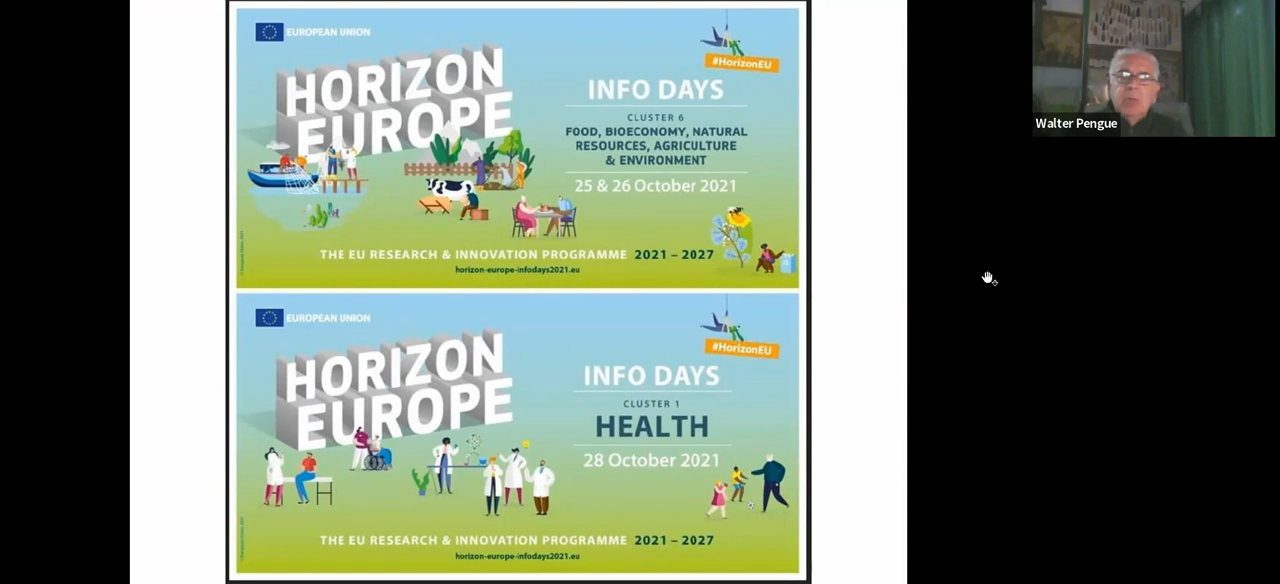 EUROPEAN UNION
HORIZON
EUROPE
#HorizonEU
INFO DAYS
CLUSTER 6
FOOD, BIOECONOMY, NATURAL
RESOURCES, AGRICULTURE
& ENVIRONMENT
25 & 26 October 2021
THE EU RESEARCH & INNOVATION PROGRAMME 2021 – 2027
horizon-europe-infodays2021.eu
EUROPEAN UNION
HORIZON
EUROPE
#HorizonEU
INFO DAYS
CLUSTER 1
HEALTH
28 October 2021
THE EU RESEARCH & INNOVATION PROGRAMME 2021 – 2027
horizon-europe-infodays2021.eu
Walter Pengue